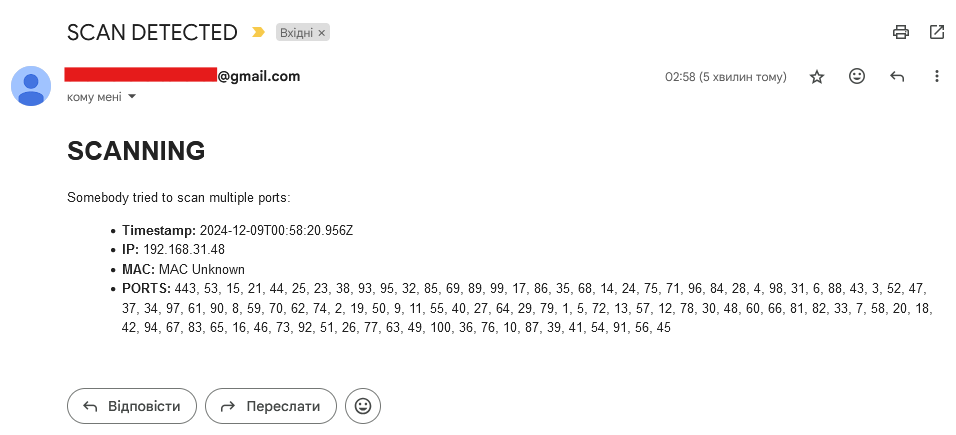 SCAN DETECTED
Вхідні ×
@gmail.com
02:58 (5 хвилин тому)
кому мені
SCANNING
Somebody tried to scan multiple ports:
• Timestamp: 2024-12-09T00:58:20.956Z
• IP: 192.168.31.48
• MAC: MAC Unknown
• PORTS: 443, 53, 15, 21, 44, 25, 23, 38, 93, 95, 32, 85, 69, 89, 99, 17, 86, 35, 68, 14, 24, 75, 71, 96, 84, 28, 4, 98, 31, 6, 88, 43, 3, 52, 47,
37, 34, 97, 61, 90, 8, 59, 70, 62, 74, 2, 19, 50, 9, 11, 55, 40, 27, 64, 29, 79, 1, 5, 72, 13, 57, 12, 78, 30, 48, 60, 66, 81, 82, 33, 7, 58, 20, 18,
42, 94, 67, 83, 65, 16, 46, 73, 92, 51, 26, 77, 63, 49, 100, 36, 76, 10, 87, 39, 41, 54, 91, 56, 45
Відповісти
Переслати